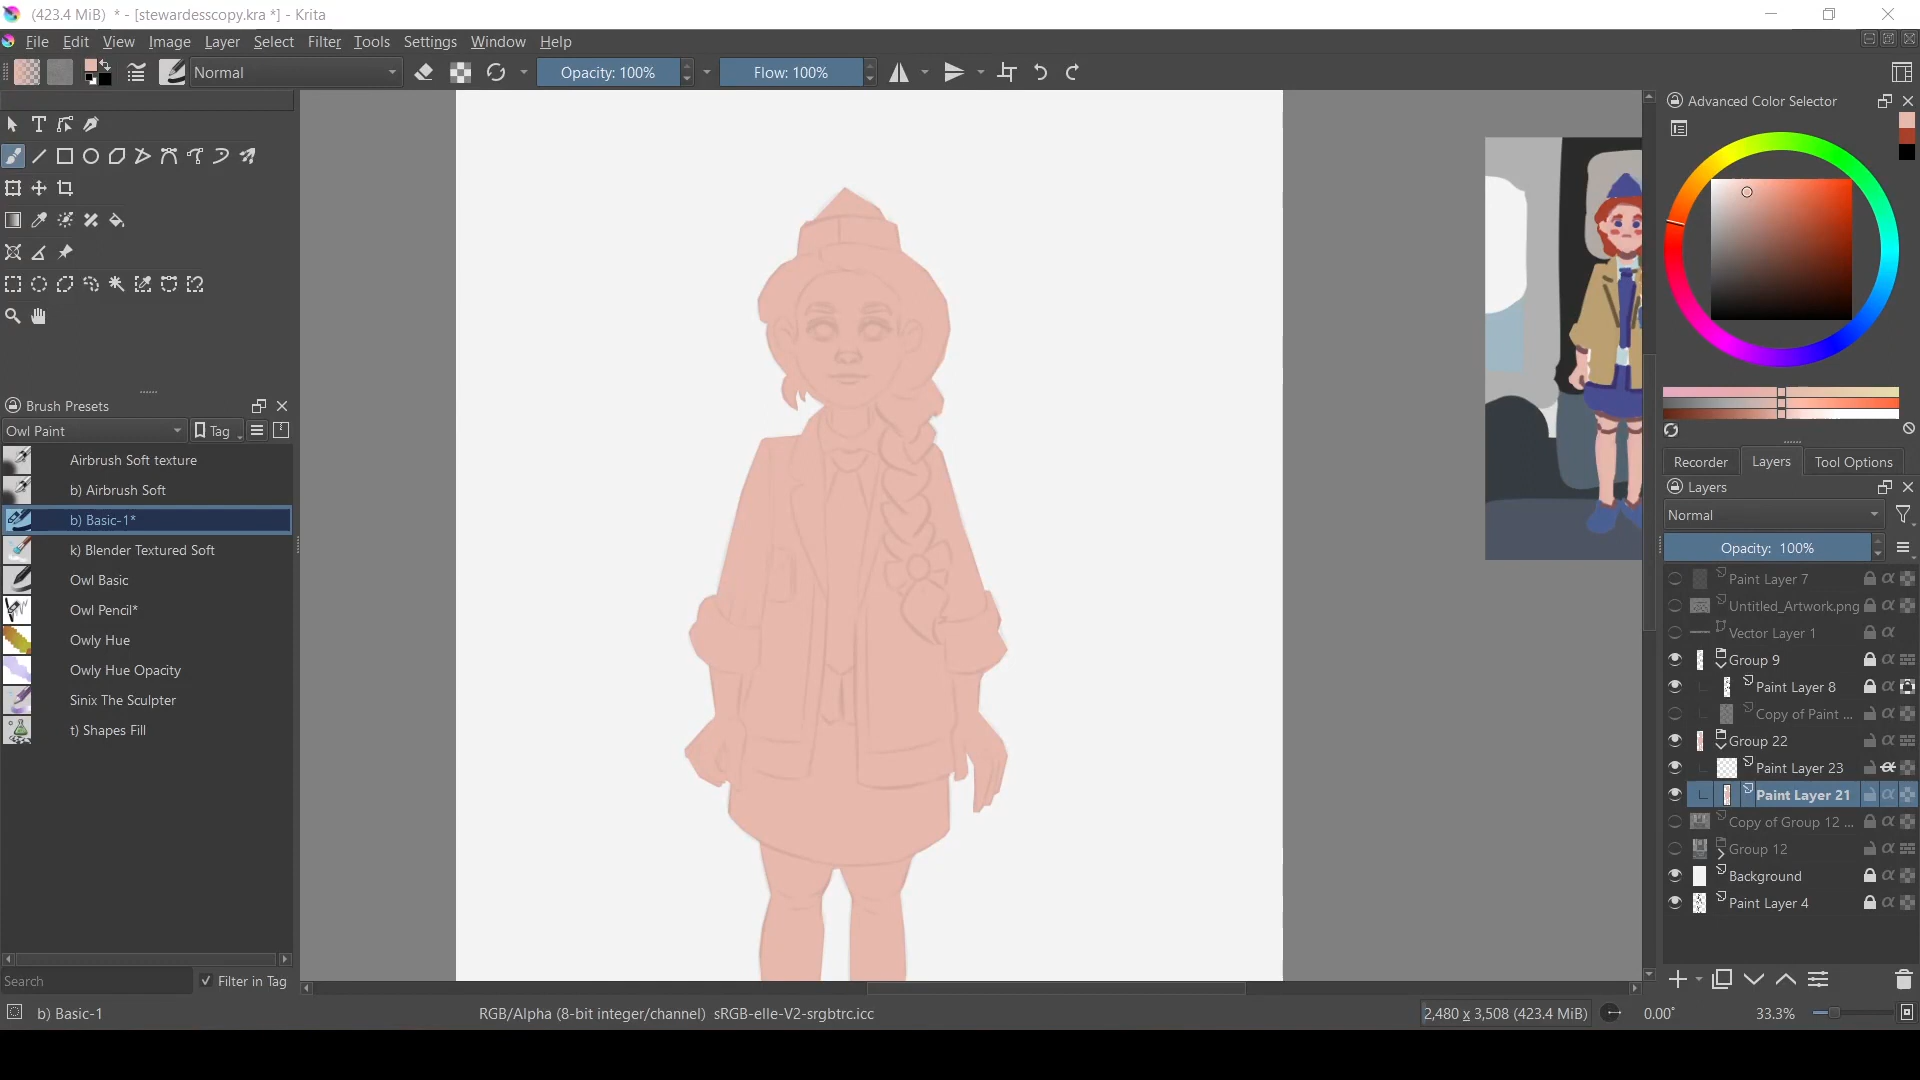 (423.4 MiB) * - [stewardesscopy.kra *] - Krita
File Edit View Image Layer Select Filter Tools Settings Window Help
Normal
Opacity: 100%
Flow: 100%
Advanced Color Selector
Brush Presets
Owl Paint
Tag
Airbrush Soft texture
b) Airbrush Soft
b) Basic-1*
k) Blender Textured Soft
Owl Basic
Owl Pencil*
Owly Hue
Owly Hue Opacity
Sinix The Sculpter
t) Shapes Fill
Search
Filter in Tag
Recorder Layers Tool Options
Layers
Normal
Opacity: 100%
Paint Layer 7
Untitled_Artwork.png
Vector Layer 1
Group 9
Paint Layer 8
Copy of Paint ...
Group 22
Paint Layer 23
Paint Layer 21
Copy of Group 12 ...
Group 12
Background
Paint Layer 4
b) Basic-1
RGB/Alpha (8-bit integer/channel) sRGB-elle-V2-srgbtrc.icc
2,480 x 3,508 (423.4 MiB)
0.00°
33.3%